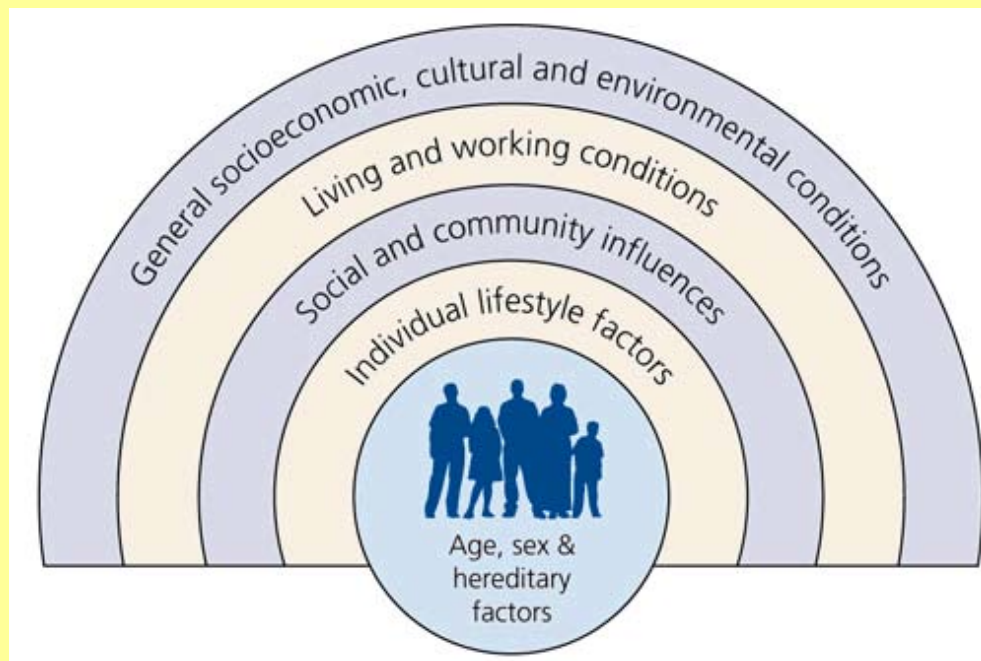 General socioeconomic, cultural and environmental conditions
Living and working conditions
Social and community influences
Individual lifestyle factors
Age, sex &
hereditary
factors